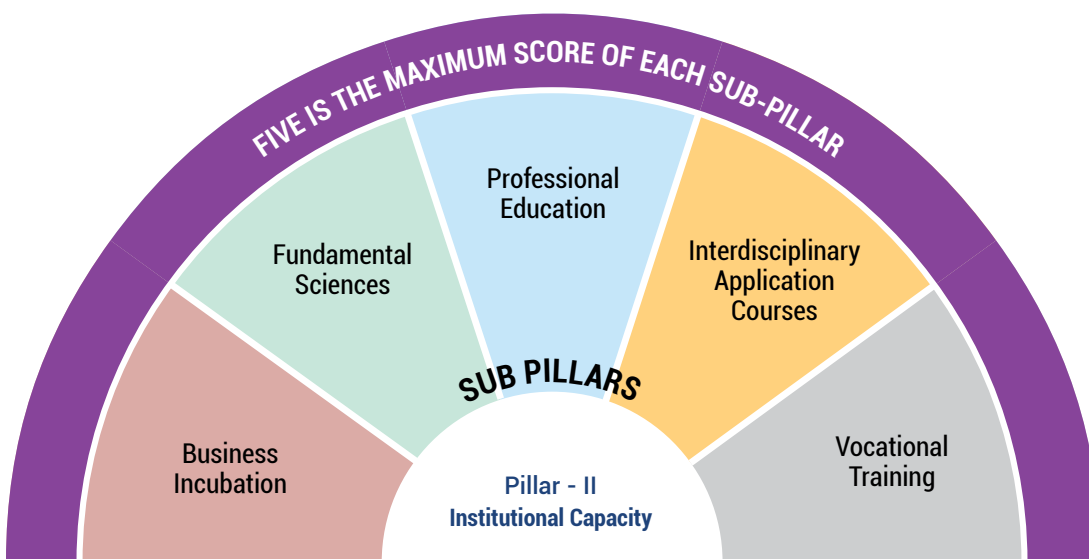 FIVE IS THE MAXIMUM SCORE OF EACH SUB-PILLAR
Business
Incubation
Fundamental
Sciences
Professional
Education
Interdisciplinary
Application
Courses
Vocational
Training
SUB PILLARS
Pillar - II
Institutional Capacity